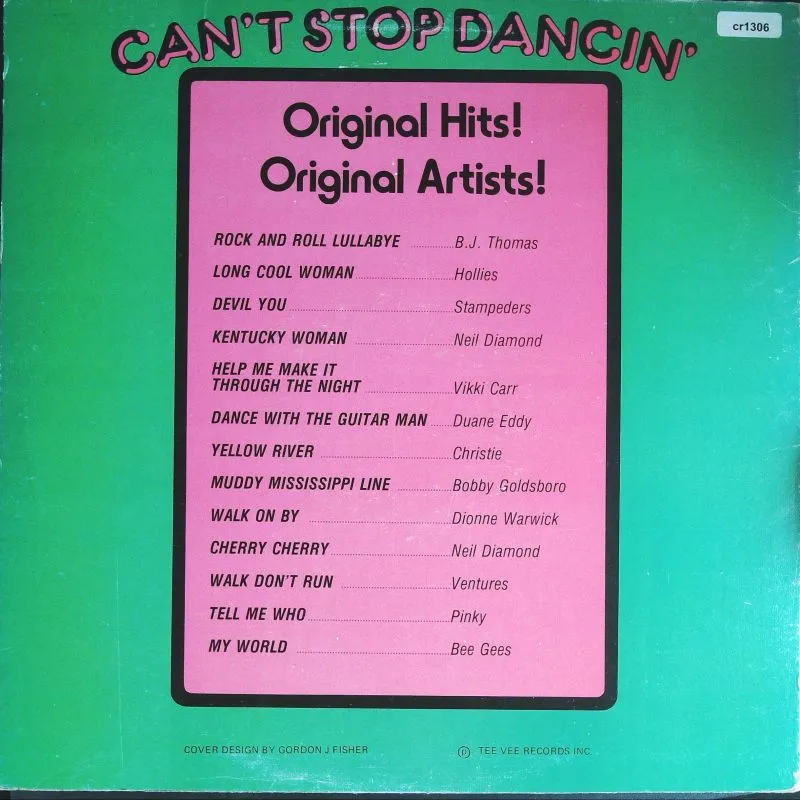 cr1306
CAN'T STOP DANCIN'
Original Hits!
Original Artists!
ROCK AND ROLL LULLABYE ............ B.J. Thomas
LONG COOL WOMAN ............ Hollies
DEVIL YOU ............ Stampeders
KENTUCKY WOMAN ............ Neil Diamond
HELP ME MAKE IT
THROUGH THE NIGHT ............ Vikki Carr
DANCE WITH THE GUITAR MAN ...... Duane Eddy
YELLOW RIVER ............ Christie
MUDDY MISSISSIPPI LINE ............ Bobby Goldsboro
WALK ON BY ............ Dionne Warwick
CHERRY CHERRY ............ Neil Diamond
WALK DON'T RUN ............ Ventures
TELL ME WHO ............ Pinky
MY WORLD ............ Bee Gees
COVER DESIGN BY GORDON J FISHER ℗ TEE VEE RECORDS INC.